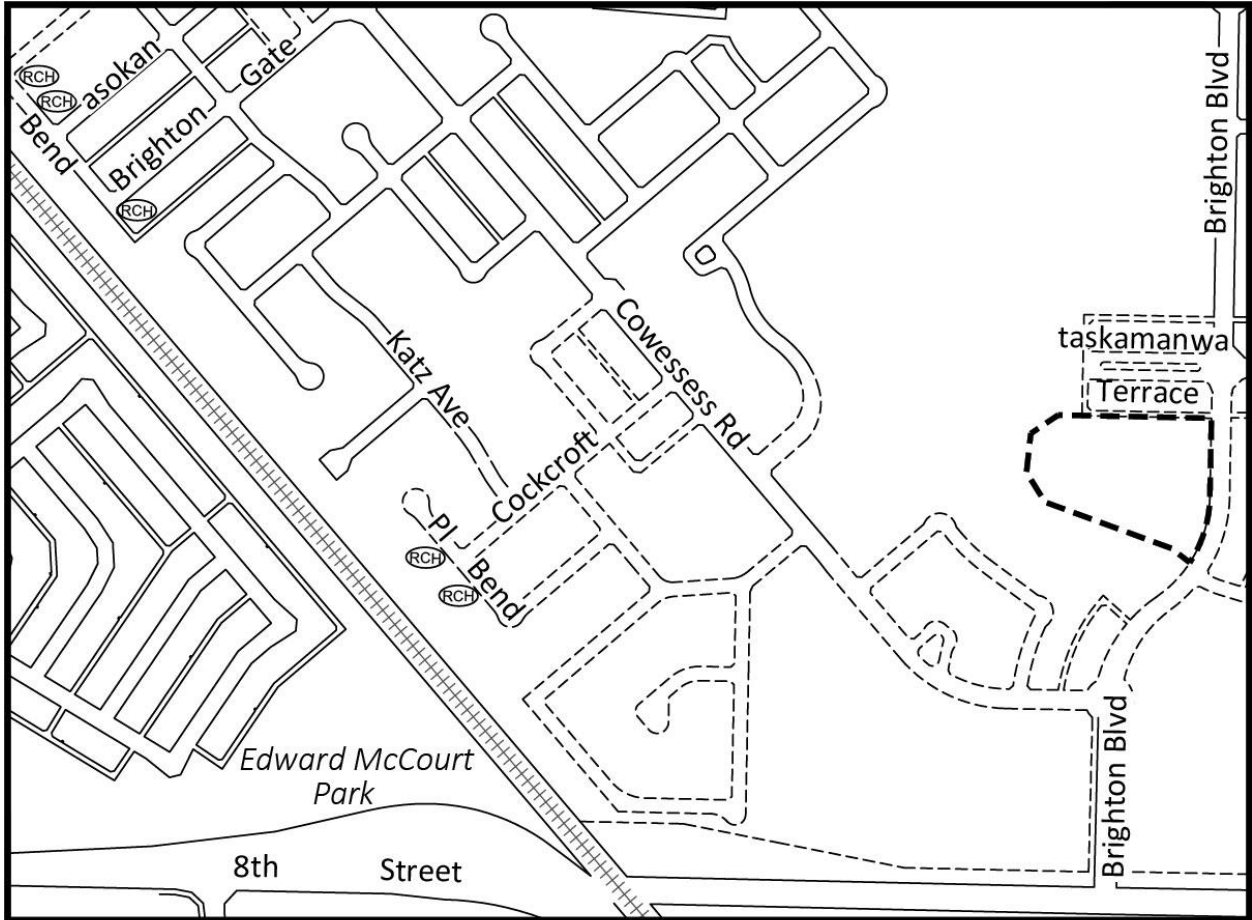 RCH
RCH
asokan
Gate
Bend
Brighton
RCH
Brighton Blvd
taskamanwa
Terrace
Cowessess Rd
Katz Ave
Cockcroft
Pl
Bend
RCH
RCH
Brighton Blvd
Edward McCourt
Park
8th Street